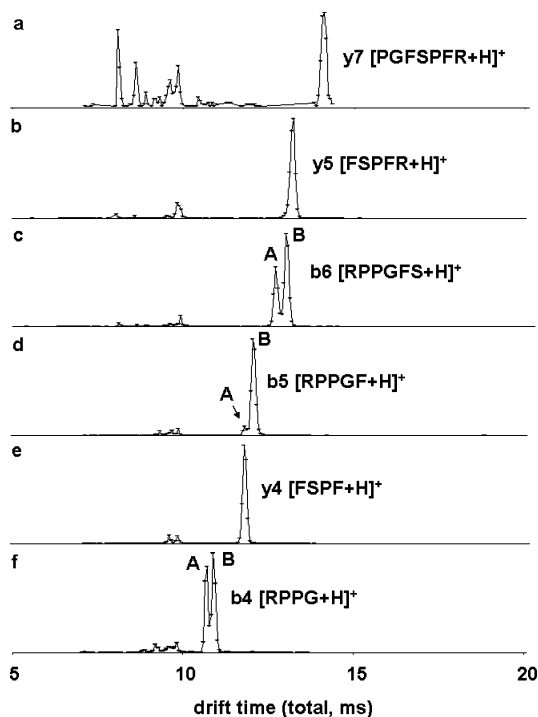 a
y7 [PGFSPFR+H]+
b
y5 [FSPFR+H]+
c
A
B
b6 [RPPGFS+H]+
d
B
b5 [RPPGF+H]+
A
e
y4 [FSPF+H]+
f
A
B
b4 [RPPG+H]+
5
10
15
20
drift time (total, ms)